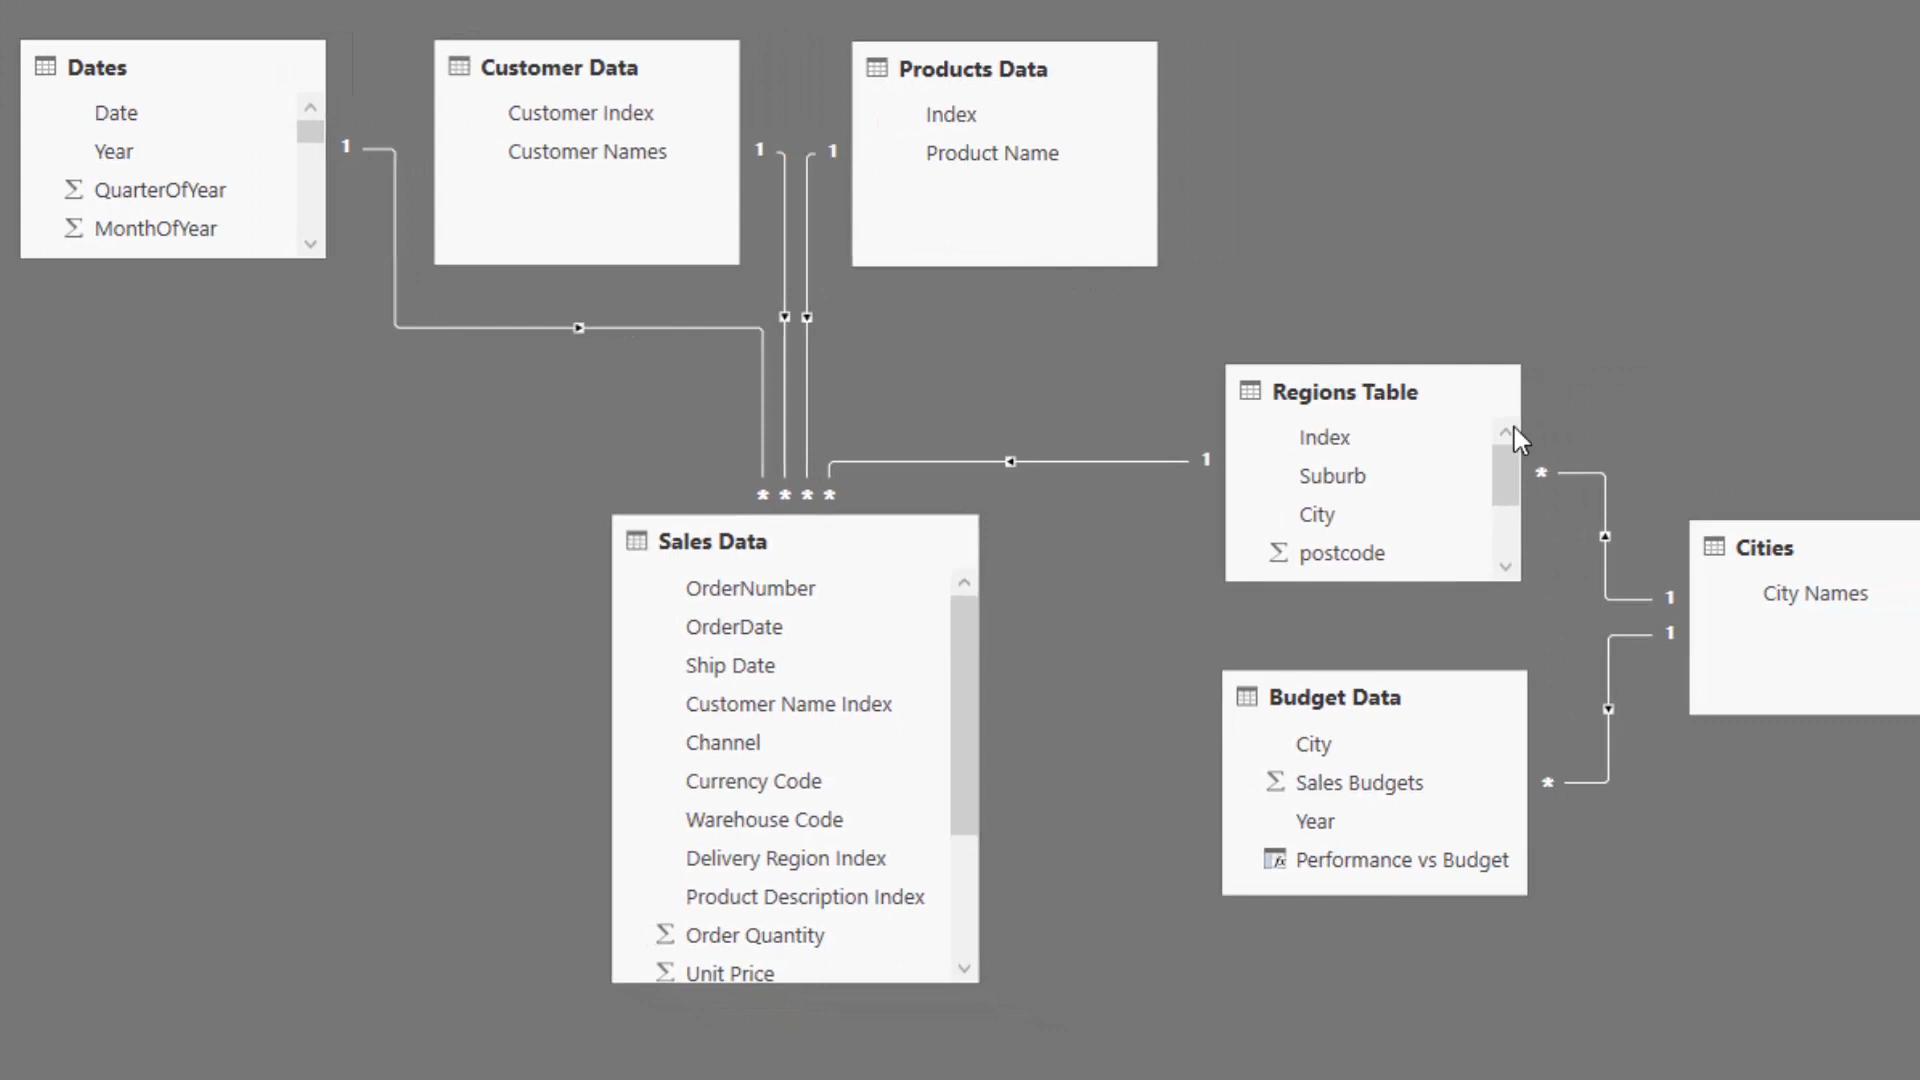 Dates
Date
Year
QuarterOfYear
MonthOfYear
1
Customer Data
Customer Index
Customer Names
1
1
Products Data
Index
Product Name
Regions Table
Index
Suburb
City
postcode
1
*
* * * *
Sales Data
OrderNumber
OrderDate
Ship Date
Customer Name Index
Channel
Currency Code
Warehouse Code
Delivery Region Index
Product Description Index
Order Quantity
Unit Price
Cities
City Names
1
1
Budget Data
City
Sales Budgets
Year
Performance vs Budget
*